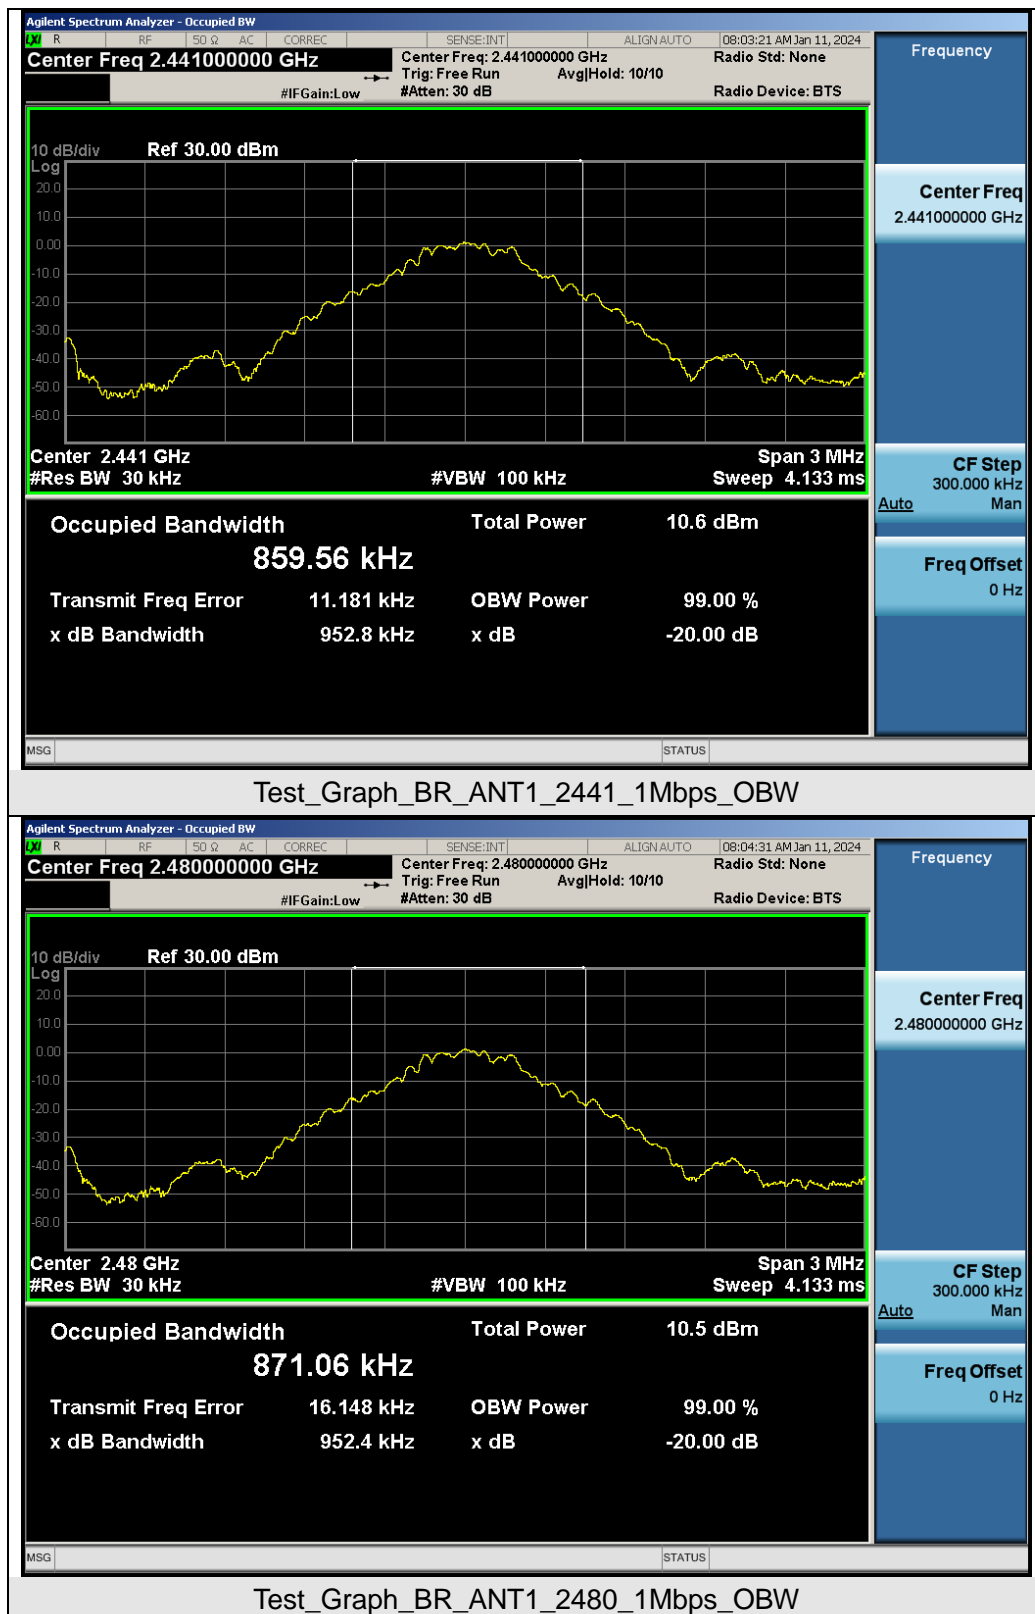 Agilent Spectrum Analyzer - Occupied BW
LXI R RF 50 Ω AC CORREC SENSE:INT ALIGN AUTO 08:03:21 AM Jan 11, 2024
Center Freq 2.441000000 GHz Center Freq: 2.441000000 GHz Radio Std: None
Trig: Free Run Avg|Hold: 10/10
#IFGain:Low #Atten: 30 dB Radio Device: BTS
Frequency
10 dB/div Ref 30.00 dBm
Log
20.0
10.0
0.00
-10.0
-20.0
-30.0
-40.0
-50.0
-60.0
Center 2.441 GHz Span 3 MHz
#Res BW 30 kHz #VBW 100 kHz Sweep 4.133 ms
Center Freq
2.441000000 GHz
CF Step
300.000 kHz
Auto Man
Freq Offset
0 Hz
Occupied Bandwidth Total Power 10.6 dBm
859.56 kHz
Transmit Freq Error 11.181 kHz OBW Power 99.00 %
x dB Bandwidth 952.8 kHz x dB -20.00 dB
MSG STATUS
Test_Graph_BR_ANT1_2441_1Mbps_OBW
Agilent Spectrum Analyzer - Occupied BW
LXI R RF 50 Ω AC CORREC SENSE:INT ALIGN AUTO 08:04:31 AM Jan 11, 2024
Center Freq 2.480000000 GHz Center Freq: 2.480000000 GHz Radio Std: None
Trig: Free Run Avg|Hold: 10/10
#IFGain:Low #Atten: 30 dB Radio Device: BTS
Frequency
10 dB/div Ref 30.00 dBm
Log
20.0
10.0
0.00
-10.0
-20.0
-30.0
-40.0
-50.0
-60.0
Center 2.48 GHz Span 3 MHz
#Res BW 30 kHz #VBW 100 kHz Sweep 4.133 ms
Center Freq
2.480000000 GHz
CF Step
300.000 kHz
Auto Man
Freq Offset
0 Hz
Occupied Bandwidth Total Power 10.5 dBm
871.06 kHz
Transmit Freq Error 16.148 kHz OBW Power 99.00 %
x dB Bandwidth 952.4 kHz x dB -20.00 dB
MSG STATUS
Test_Graph_BR_ANT1_2480_1Mbps_OBW